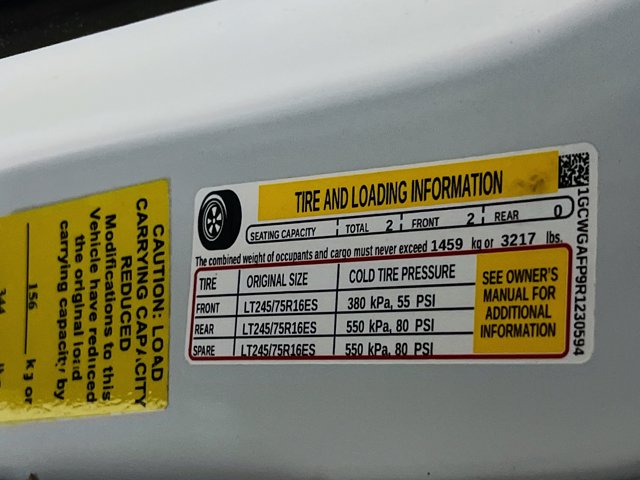 TIRE AND LOADING INFORMATION
SEATING CAPACITY TOTAL 2 FRONT 2 REAR 0
The combined weight of occupants and cargo must never exceed 1459 kg or 3217 lbs.
TIRE ORIGINAL SIZE COLD TIRE PRESSURE
FRONT LT245/75R16ES 380 kPa, 55 PSI
REAR LT245/75R16ES 550 kPa, 80 PSI
SPARE LT245/75R16ES 550 kPa, 80 PSI
SEE OWNER'S
MANUAL FOR
ADDITIONAL
INFORMATION
1GCWGAFP9R1230594
CAUTION: LOAD
CARRYING CAPACITY
REDUCED
Modifications to this
Vehicle have reduced
the original load
carrying capacity by
156 kg or
344